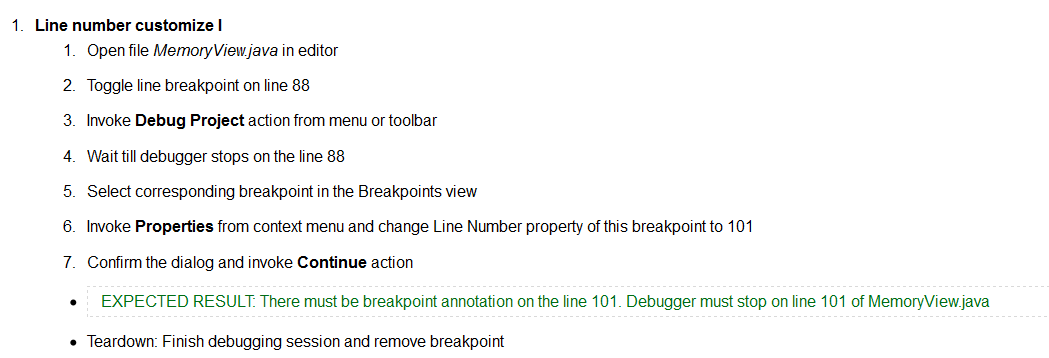 1. Line number customize I
1. Open file MemoryView.java in editor
2. Toggle line breakpoint on line 88
3. Invoke Debug Project action from menu or toolbar
4. Wait till debugger stops on the line 88
5. Select corresponding breakpoint in the Breakpoints view
6. Invoke Properties from context menu and change Line Number property of this breakpoint to 101
7. Confirm the dialog and invoke Continue action
• EXPECTED RESULT: There must be breakpoint annotation on the line 101. Debugger must stop on line 101 of MemoryView.java
• Teardown: Finish debugging session and remove breakpoint